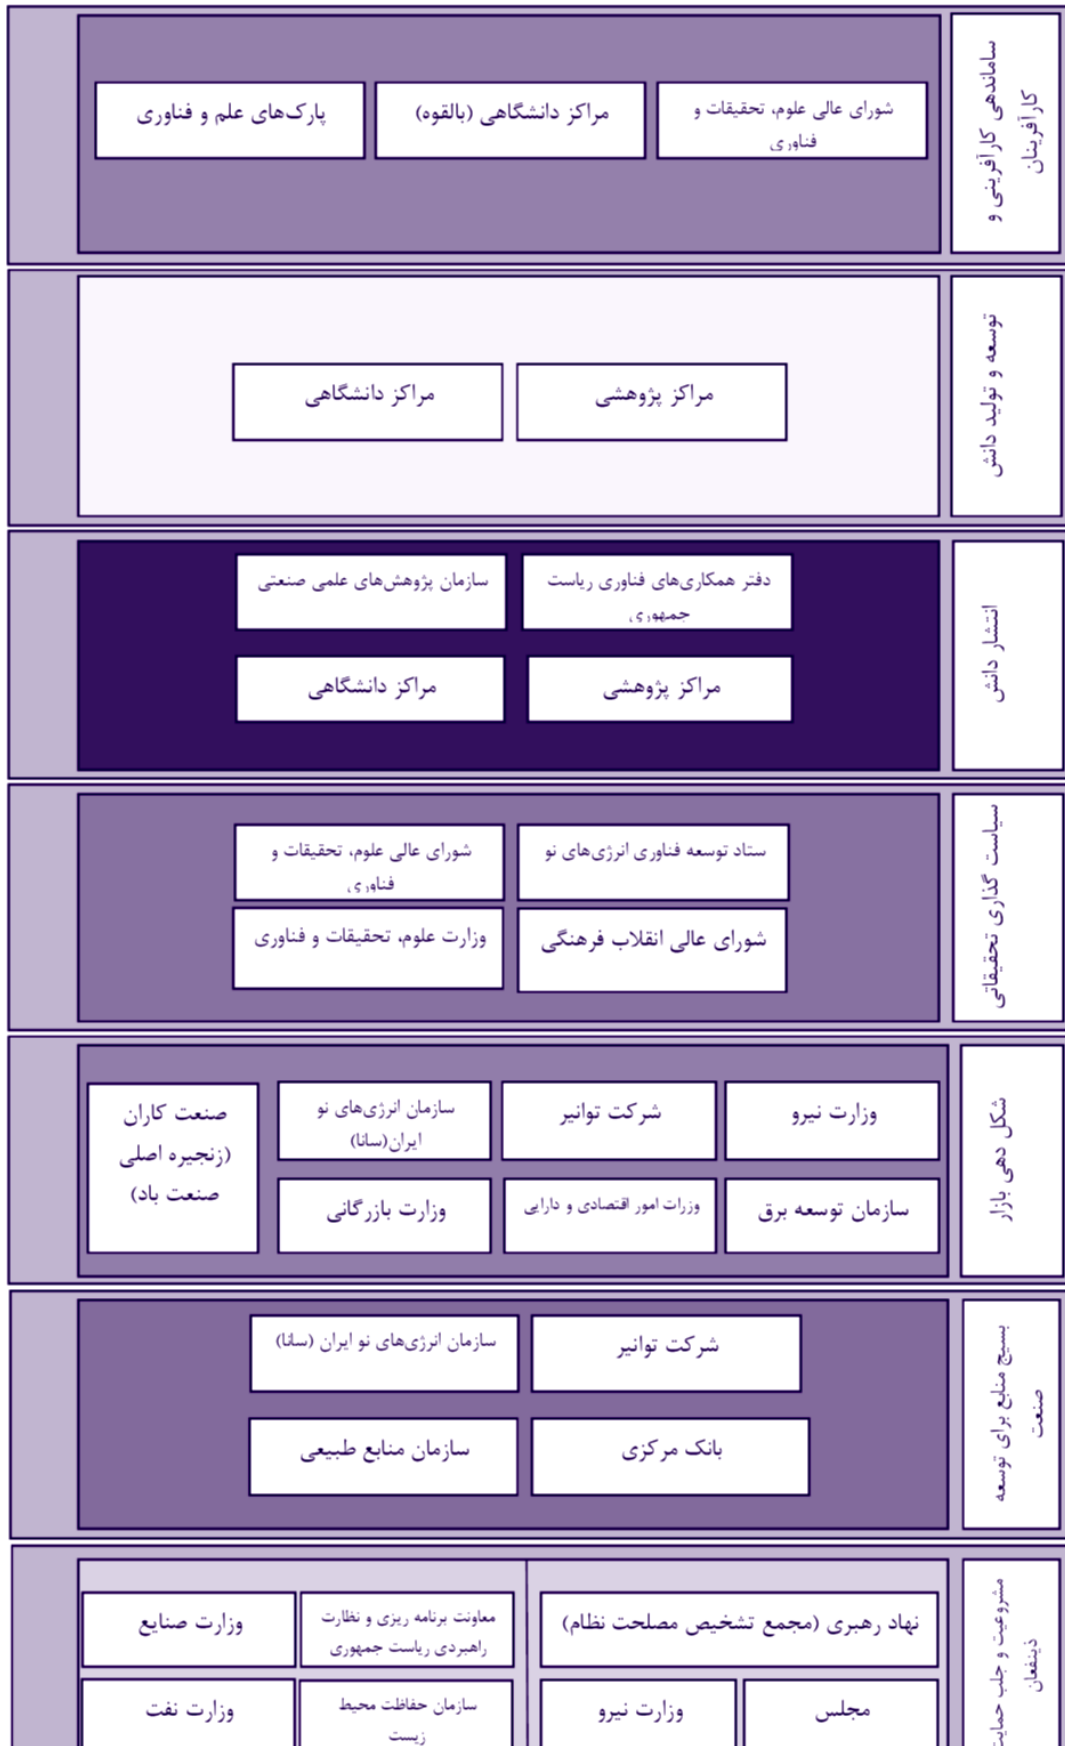 ساماندهی کارآفرینی و
کارآفرینان
شورای عالی علوم، تحقیقات و
فناوری
مراکز دانشگاهی (بالقوه)
پارک‌های علم و فناوری
توسعه و تولید دانش
مراکز پژوهشی
مراکز دانشگاهی
انتشار دانش
دفتر همکاری‌های فناوری ریاست
جمهوری
سازمان پژوهش‌های علمی صنعتی
مراکز پژوهشی
مراکز دانشگاهی
سیاست گذاری تحقیقاتی
ستاد توسعه فناوری انرژی‌های نو
شورای عالی علوم، تحقیقات و
فناوری
شورای عالی انقلاب فرهنگی
وزارت علوم، تحقیقات و فناوری
شکل دهی بازار
وزارت نیرو
شرکت توانیر
سازمان انرژی‌های نو
ایران(سانا)
صنعت کاران
(زنجیره اصلی
صنعت باد)
سازمان توسعه برق
وزرات امور اقتصادی و دارایی
وزارت بازرگانی
بسیج منابع برای توسعه
صنعت
شرکت توانیر
سازمان انرژی‌های نو ایران (سانا)
بانک مرکزی
سازمان منابع طبیعی
مشروعیت و جلب حمایت
ذینفعان
نهاد رهبری (مجمع تشخیص مصلحت نظام)
معاونت برنامه ریزی و نظارت
راهبردی ریاست جمهوری
وزارت صنایع
مجلس
وزارت نیرو
سازمان حفاظت محیط
زیست
وزارت نفت